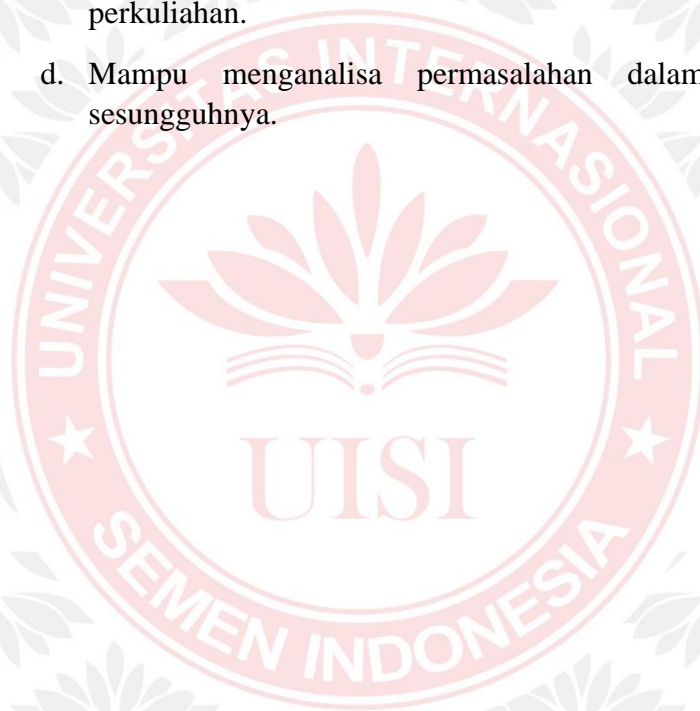 perkuliahan.
d. Mampu menganalisa permasalahan dalam
sesungguhnya.
UNIVERSITAS INTERNASIONAL
UISI
SEMEN INDONESIA